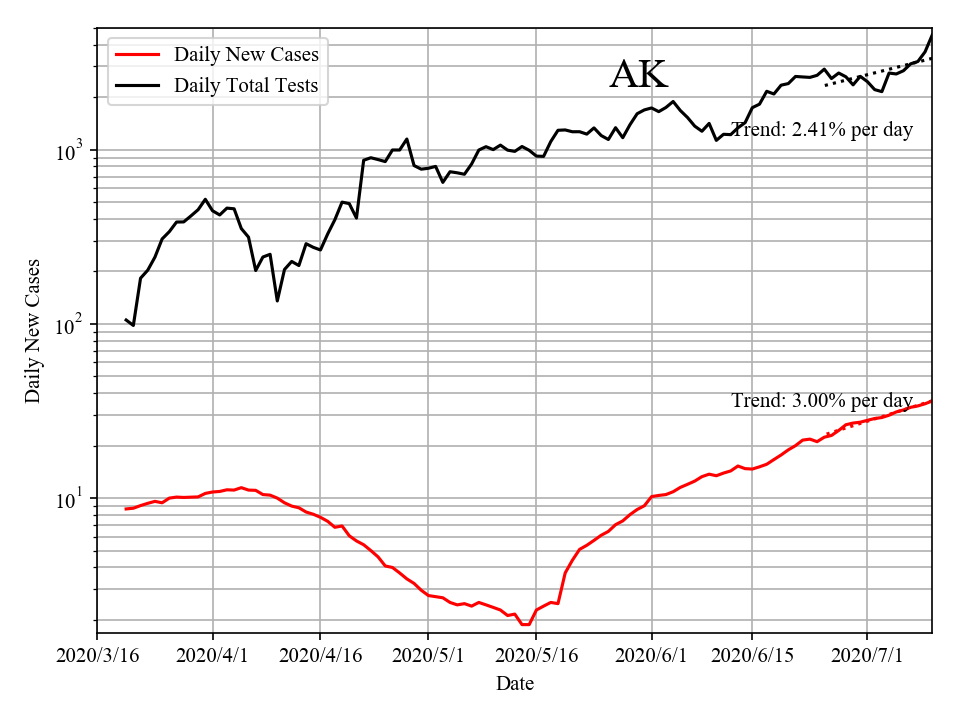 Daily New Cases
Daily Total Tests
AK
Trend: 2.41% per day
Trend: 3.00% per day
10³
10²
10¹
Daily New Cases
2020/3/16 2020/4/1 2020/4/16 2020/5/1 2020/5/16 2020/6/1 2020/6/15 2020/7/1
Date